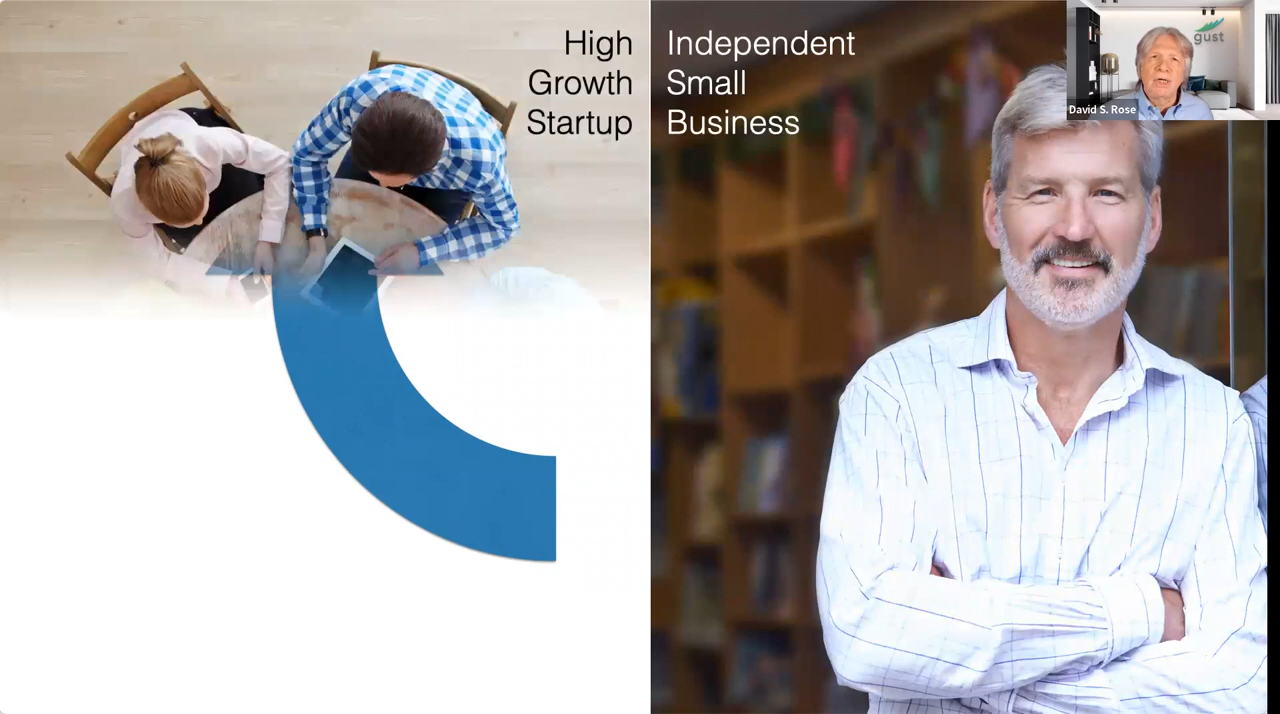 High
Growth
Startup
Independent
Small
Business
gust
David S. Rose